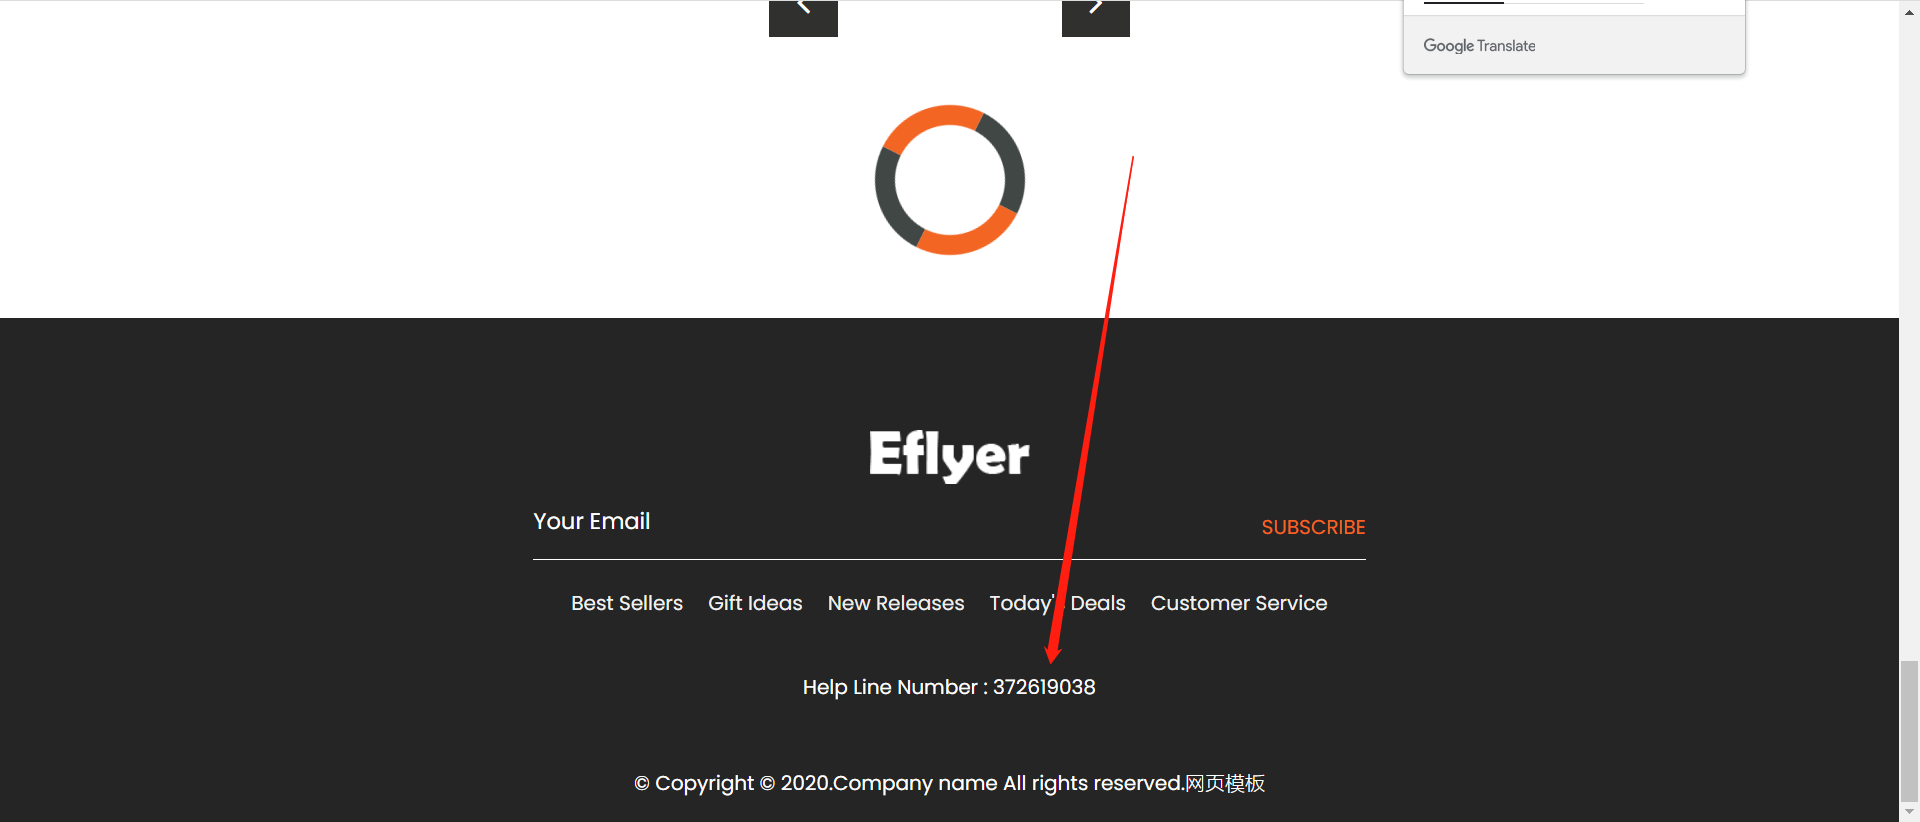 Google Translate
Eflyer
Your Email
SUBSCRIBE
Best Sellers Gift Ideas New Releases Today's Deals Customer Service
Help Line Number : 372619038
© Copyright © 2020.Company name All rights reserved.网页模板